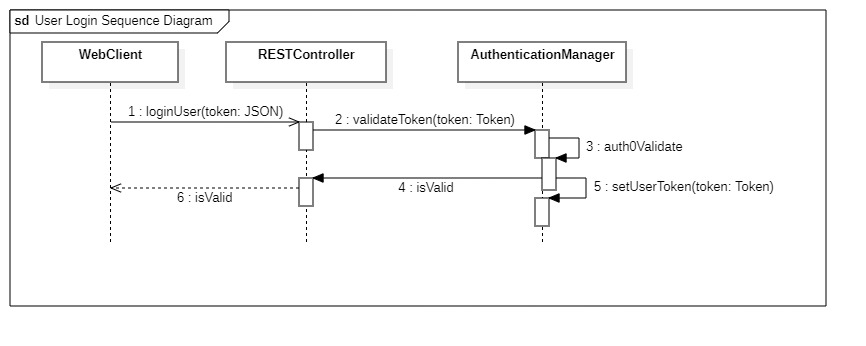 sd User Login Sequence Diagram
WebClient
RESTController
AuthenticationManager
1 : loginUser(token: JSON)
2 : validateToken(token: Token)
3 : auth0Validate
4 : isValid
5 : setUserToken(token: Token)
6 : isValid